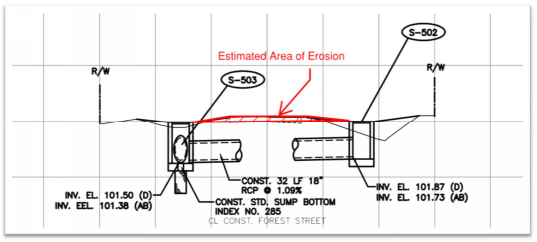 S-502
Estimated Area of Erosion
R/W
R/W
S-503
CONST. 32 LF 18"
RCP @ 1.09%
INV. EL. 101.50 (D)
INV. EEL. 101.38 (AB)
CONST. STD. SUMP BOTTOM
INDEX NO. 285
INV. EL. 101.87 (D)
INV. EL. 101.73 (AB)
CL CONST. FOREST STREET